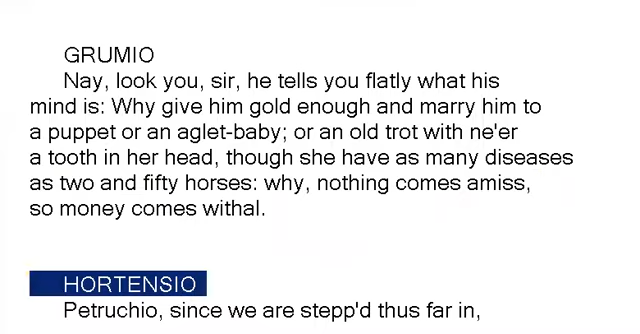 GRUMIO
Nay, look you, sir, he tells you flatly what his
mind is: Why give him gold enough and marry him to
a puppet or an aglet-baby; or an old trot with ne'er
a tooth in her head, though she have as many diseases
as two and fifty horses: why, nothing comes amiss,
so money comes withal.
HORTENSIO
Petruchio, since we are stepp'd thus far in,